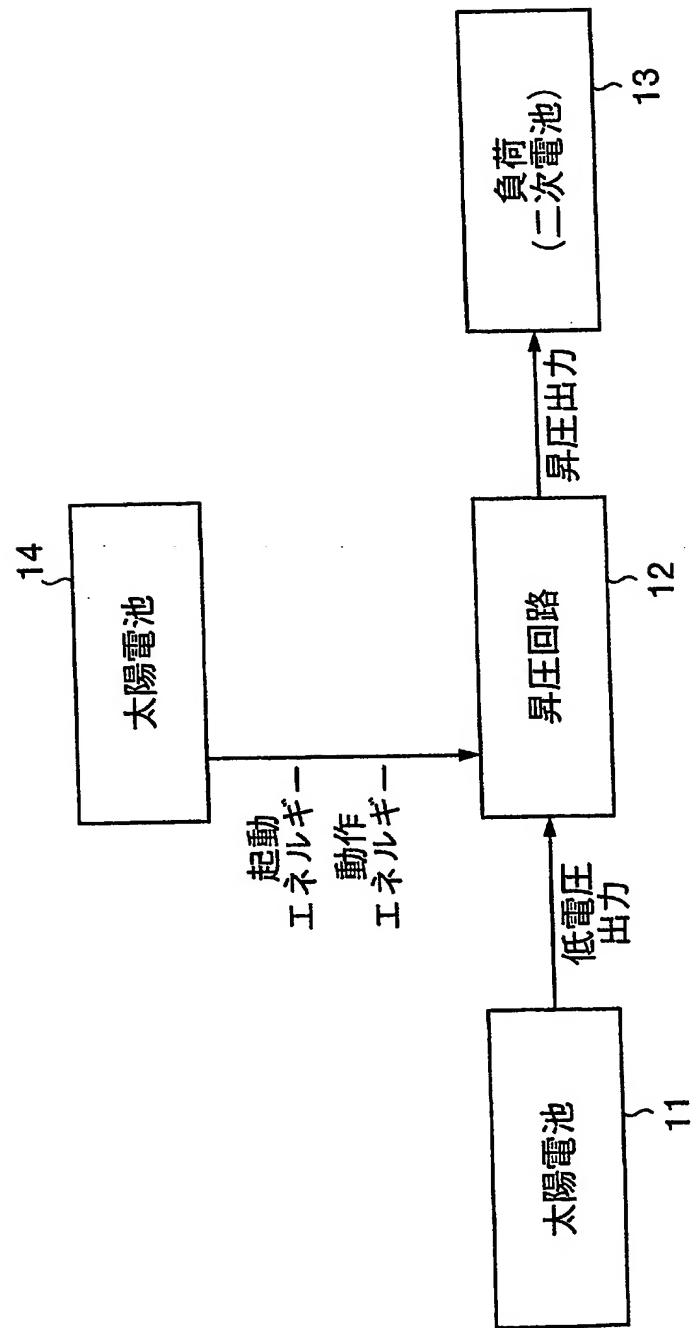 14
太陽電池
起動
エネルギー
動作
エネルギー
太陽電池
11
低電圧
出力
昇圧回路
12
昇圧出力
負荷
(二次電池)
13